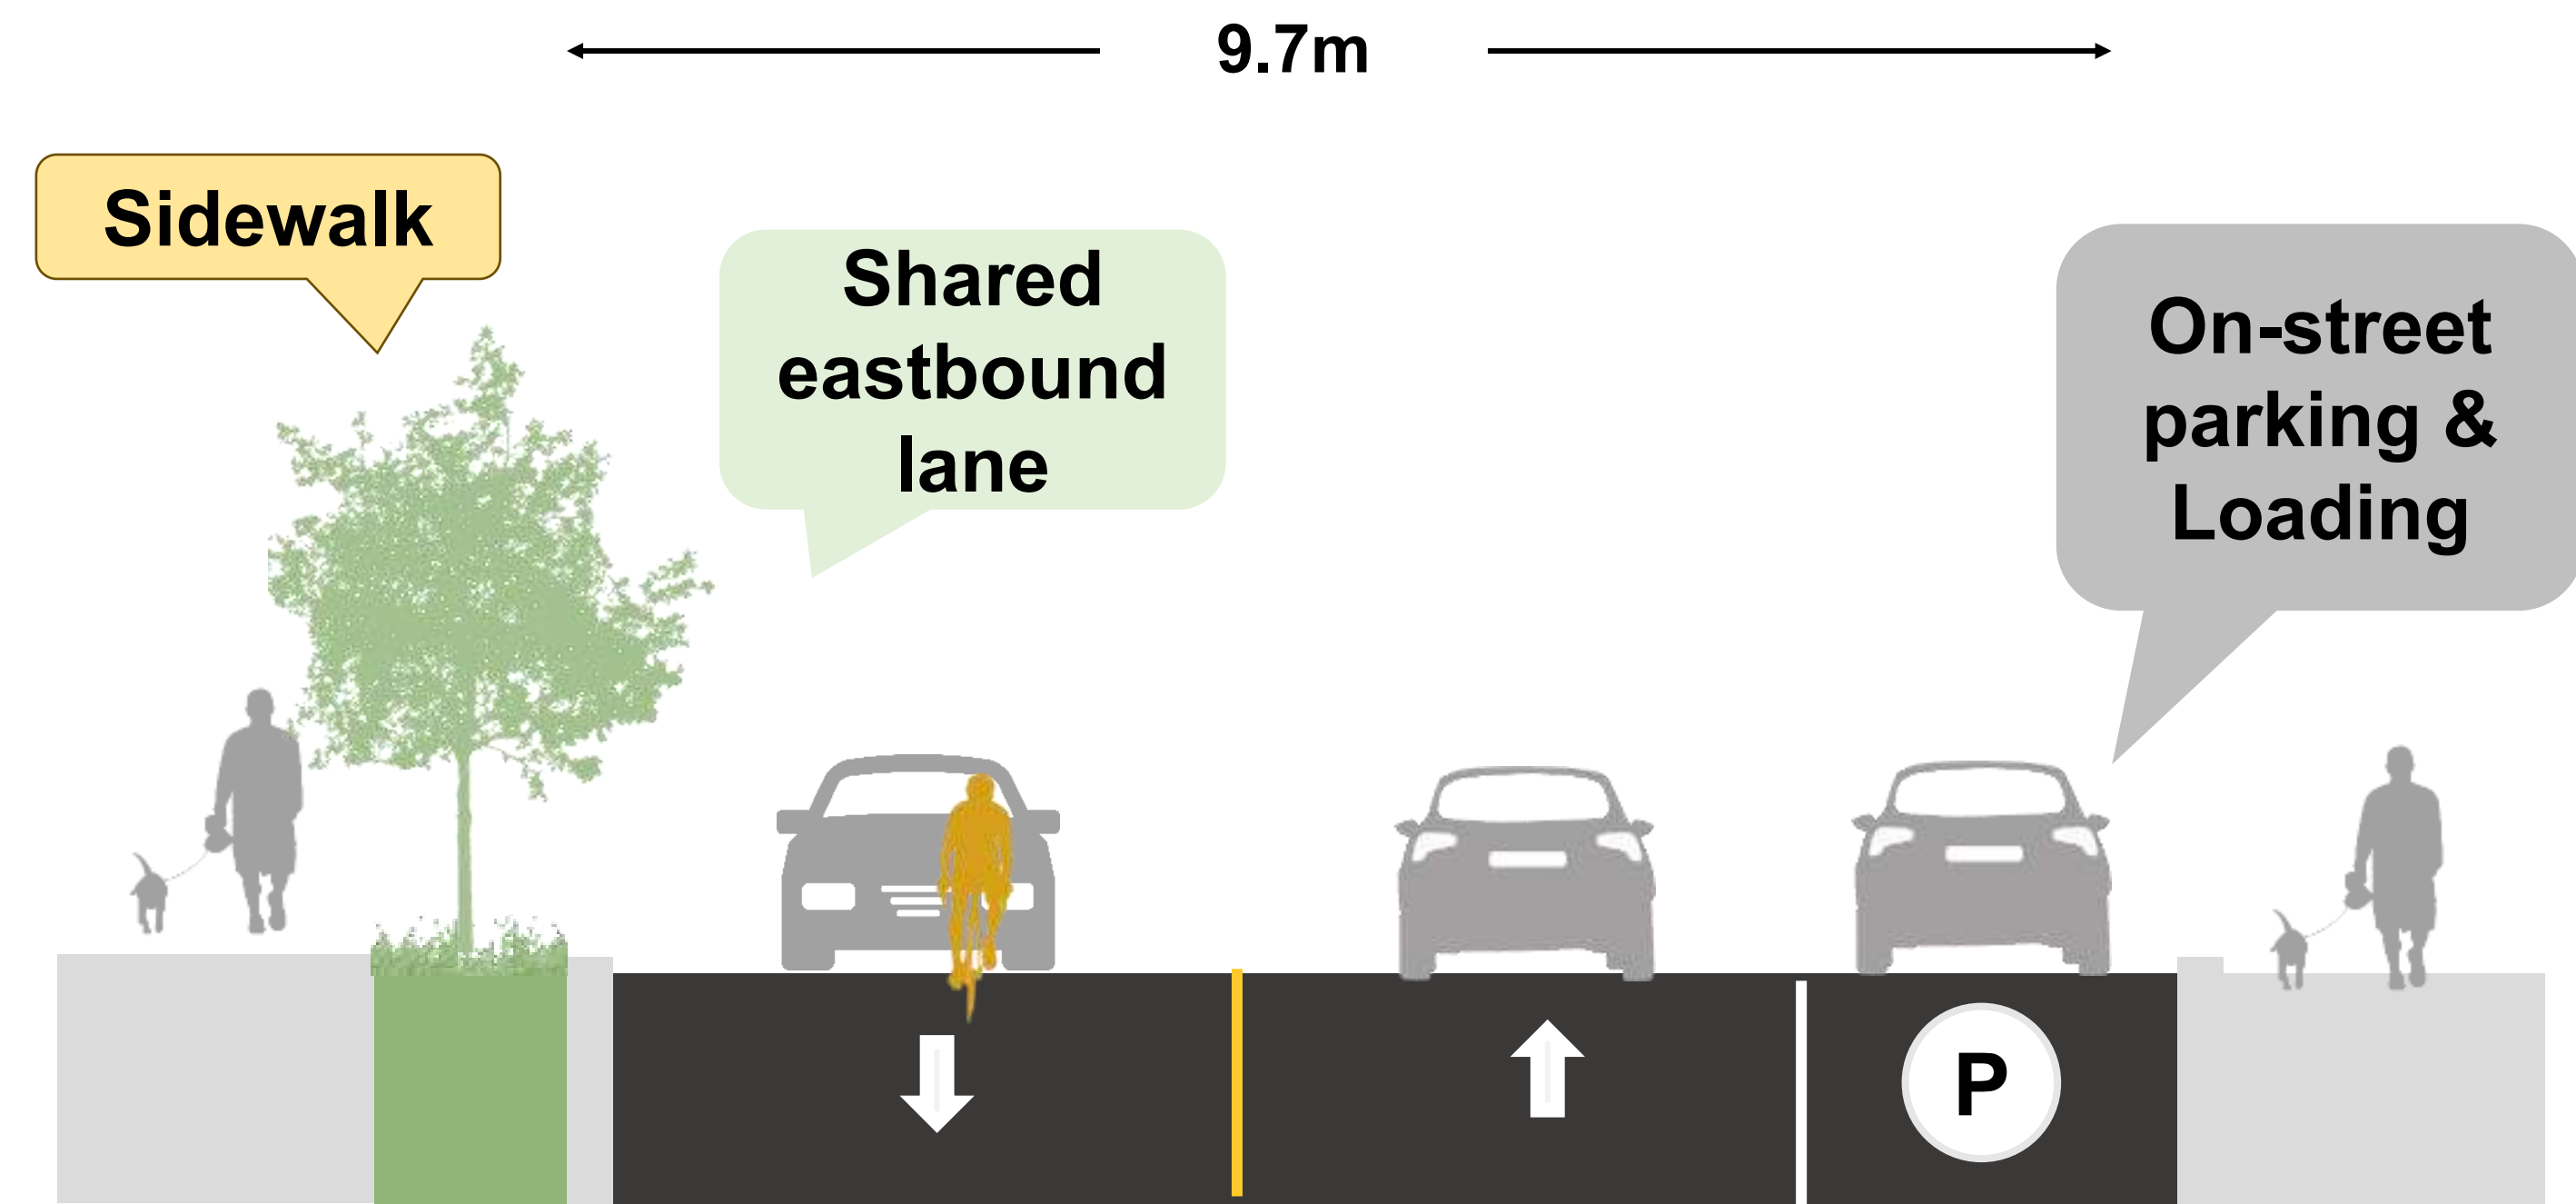 9.7m
Sidewalk
Shared
eastbound
lane
On-street
parking &
Loading
P